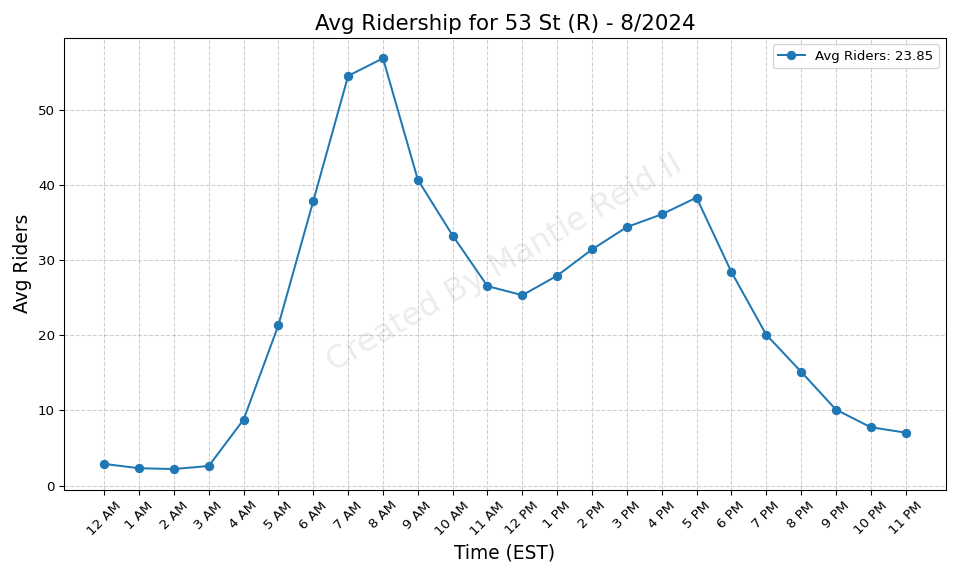 Avg Ridership for 53 St (R) - 8/2024
Avg Riders: 23.85
Avg Riders
50
40
30
20
10
0
Created By Mantle Reid II
12 AM
1 AM
2 AM
3 AM
4 AM
5 AM
6 AM
7 AM
8 AM
9 AM
10 AM
11 AM
12 PM
1 PM
2 PM
3 PM
4 PM
5 PM
6 PM
7 PM
8 PM
9 PM
10 PM
11 PM
Time (EST)